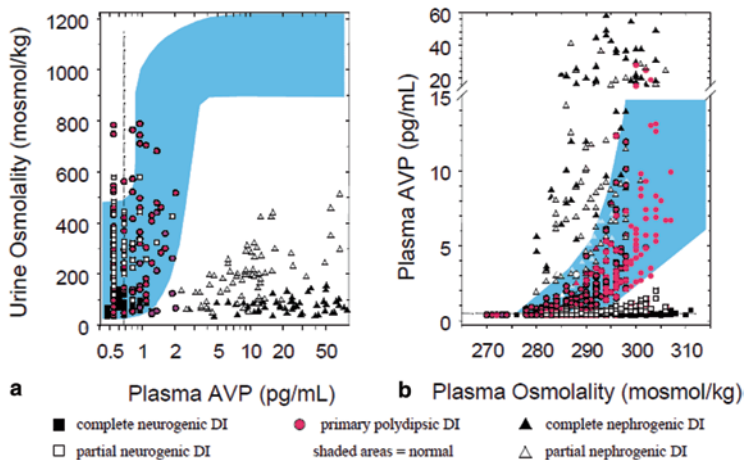 Urine Osmolality (mosmol/kg)
1200
1000
800
600
400
200
0
0.5 1 2 5 10 20 50
Plasma AVP (pg/mL)
a
Plasma AVP (pg/mL)
60
40
20
15
10
5
0
270 280 290 300 310
Plasma Osmolality (mosmol/kg)
b
complete neurogenic DI
primary polydipsic DI
complete nephrogenic DI
partial neurogenic DI
shaded areas = normal
partial nephrogenic DI